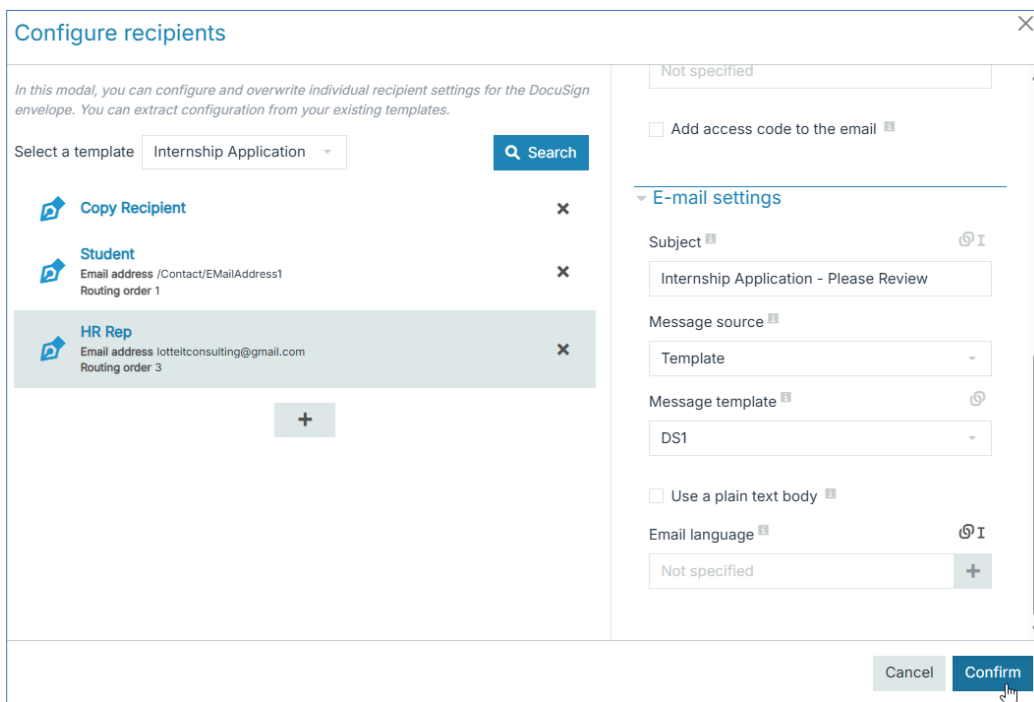 Configure recipients
In this modal, you can configure and overwrite individual recipient settings for the DocuSign
envelope. You can extract configuration from your existing templates.
Select a template
Internship Application
Search
Copy Recipient
Student
Email address /Contact/EMailAddress1
Routing order 1
HR Rep
Email address lotteitconsulting@gmail.com
Routing order 3
+
Not specified
Add access code to the email
E-mail settings
Subject
Internship Application - Please Review
Message source
Template
Message template
DS1
Use a plain text body
Email language
Not specified
+
Cancel
Confirm